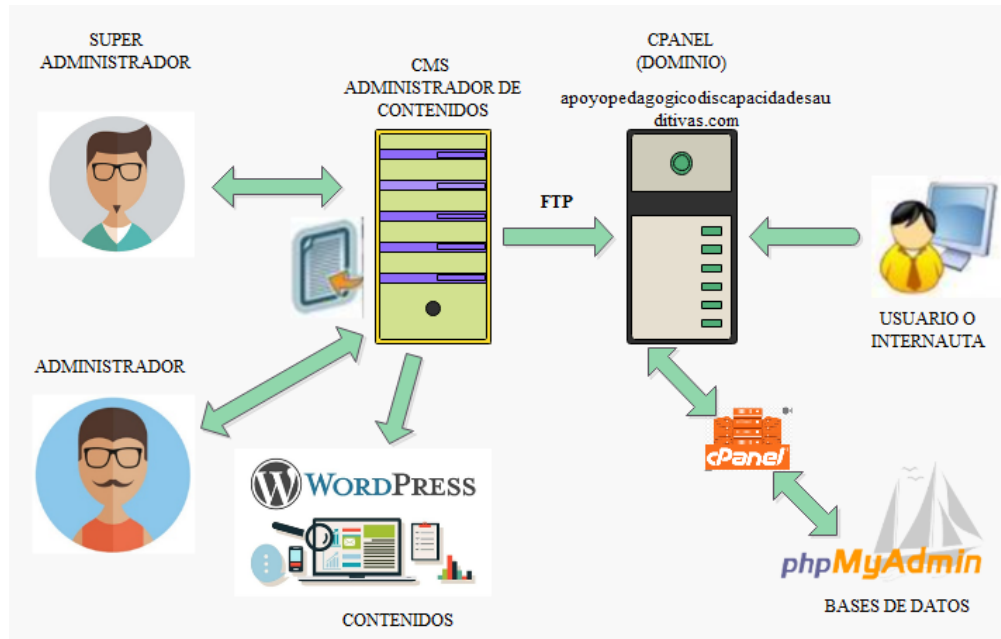 SUPER
ADMINISTRADOR
CMS
ADMINISTRADOR DE
CONTENIDOS
CPANEL
(DOMINIO)
apoyopedagogicodiscapacidadesau
ditivas.com
FTP
USUARIO O
INTERNAUTA
ADMINISTRADOR
WORDPRESS
CONTENIDOS
cPanel
phpMyAdmin
BASES DE DATOS